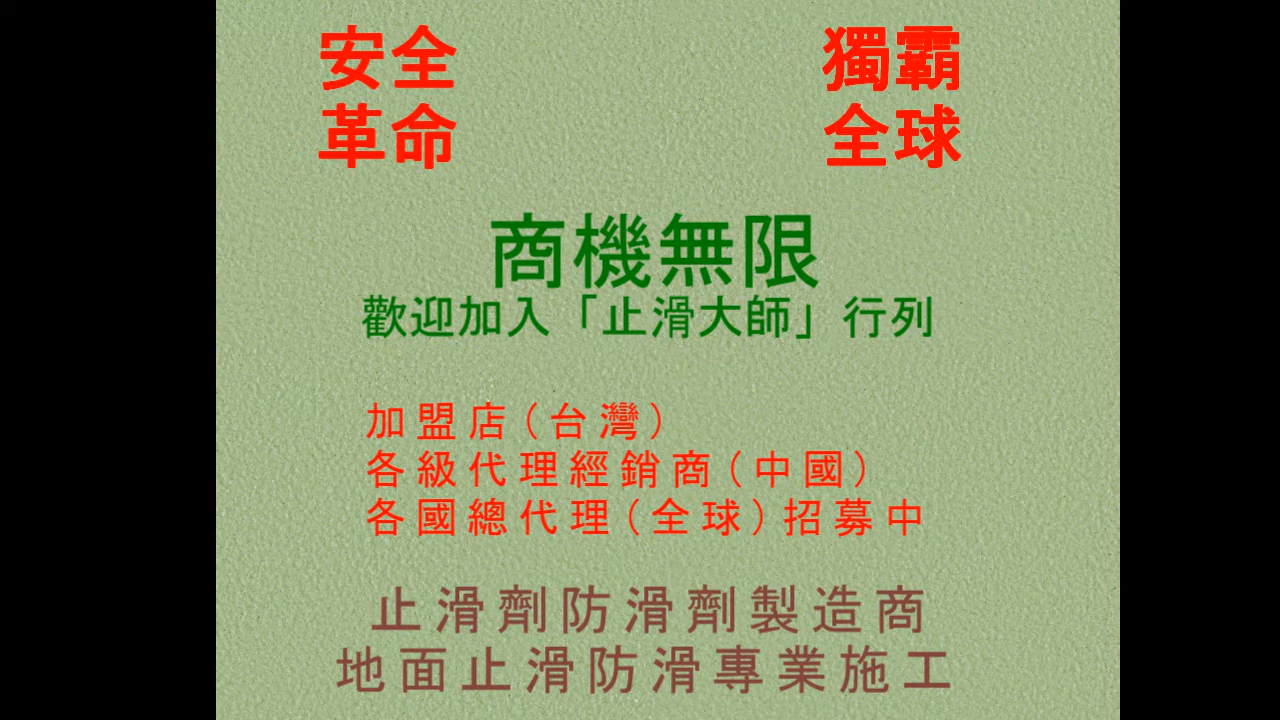 安全
革命
獨霸
全球
商機無限
歡迎加入「止滑大師」行列
加盟店(台灣)
各級代理經銷商(中國)
各國總代理(全球)招募中
止滑劑防滑劑製造商
地面止滑防滑專業施工